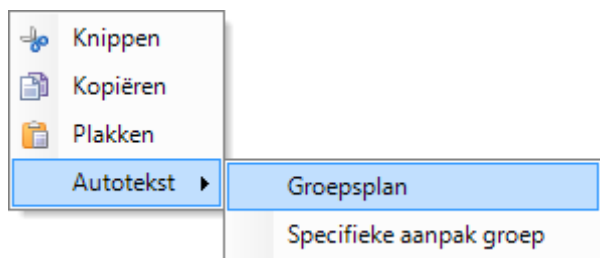 Knippen
Kopiëren
Plakken
Autotekst
Groepsplan
Specifieke aanpak groep